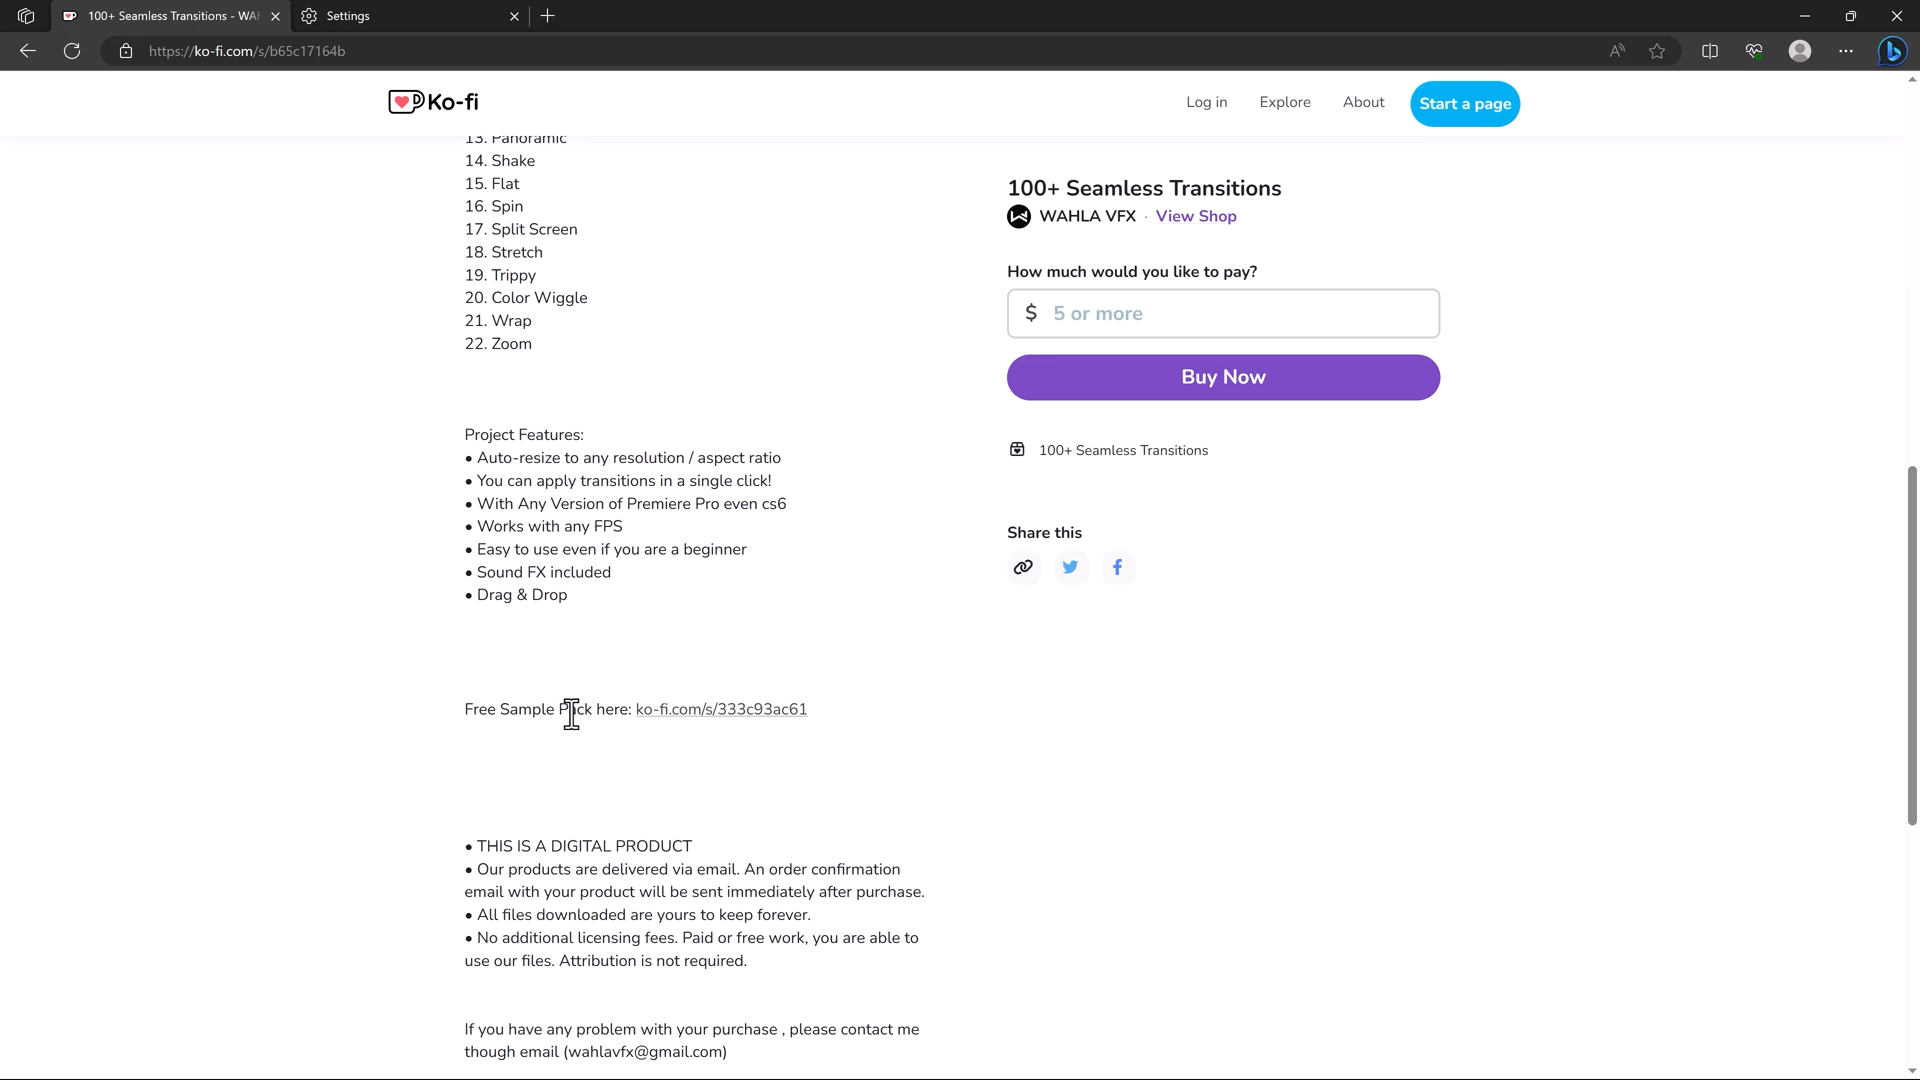 100+ Seamless Transitions - WAH
Settings
https://ko-fi.com/s/b65c17164b
Ko-fi
Log in
Explore
About
Start a page
13. Panoramic
14. Shake
15. Flat
16. Spin
17. Split Screen
18. Stretch
19. Trippy
20. Color Wiggle
21. Wrap
22. Zoom
Project Features:
• Auto-resize to any resolution / aspect ratio
• You can apply transitions in a single click!
• With Any Version of Premiere Pro even cs6
• Works with any FPS
• Easy to use even if you are a beginner
• Sound FX included
• Drag & Drop
Free Sample Pack here: ko-fi.com/s/333c93ac61
• THIS IS A DIGITAL PRODUCT
• Our products are delivered via email. An order confirmation
email with your product will be sent immediately after purchase.
• All files downloaded are yours to keep forever.
• No additional licensing fees. Paid or free work, you are able to
use our files. Attribution is not required.
If you have any problem with your purchase , please contact me
though email (wahlavfx@gmail.com)
100+ Seamless Transitions
WAHLA VFX · View Shop
How much would you like to pay?
$ 5 or more
Buy Now
100+ Seamless Transitions
Share this